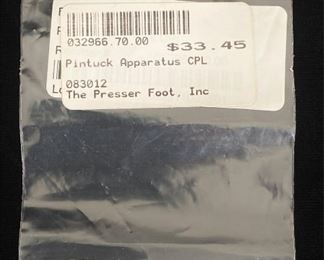 032966.70.00 $33.45
Pintuck Apparatus CPL
083012
The Presser Foot, Inc